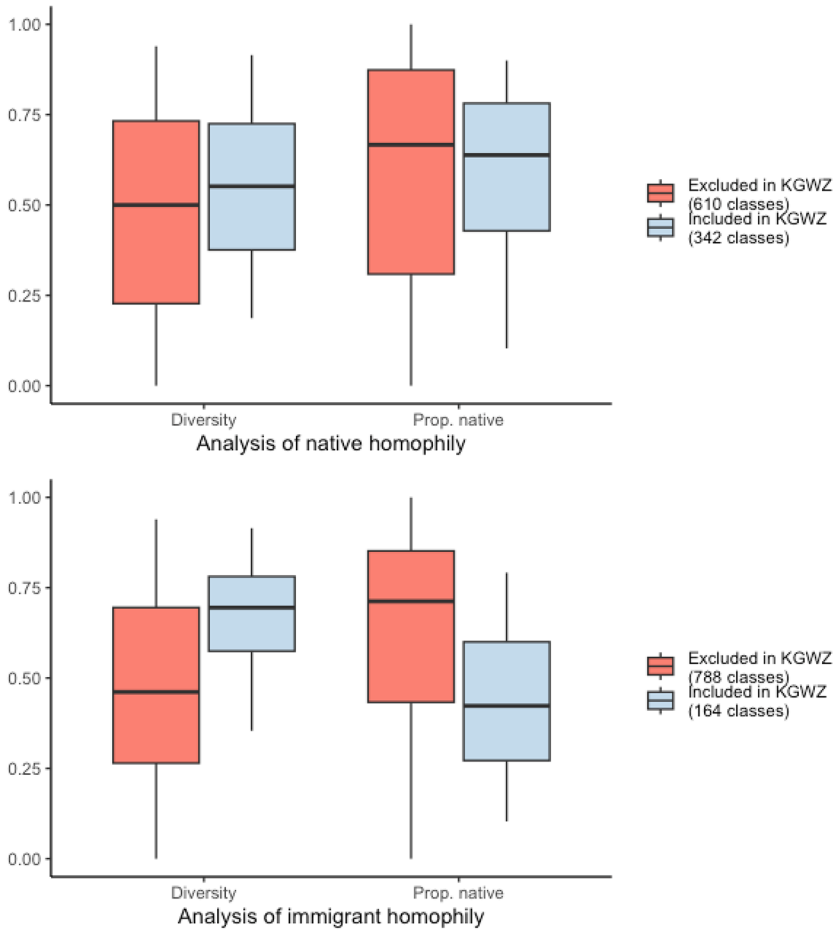 1.00
0.75
0.50
0.25
0.00
Diversity
Prop. native
Analysis of native homophily
Excluded in KGWZ
(610 classes)
Included in KGWZ
(342 classes)
1.00
0.75
0.50
0.25
0.00
Diversity
Prop. native
Analysis of immigrant homophily
Excluded in KGWZ
(788 classes)
Included in KGWZ
(164 classes)